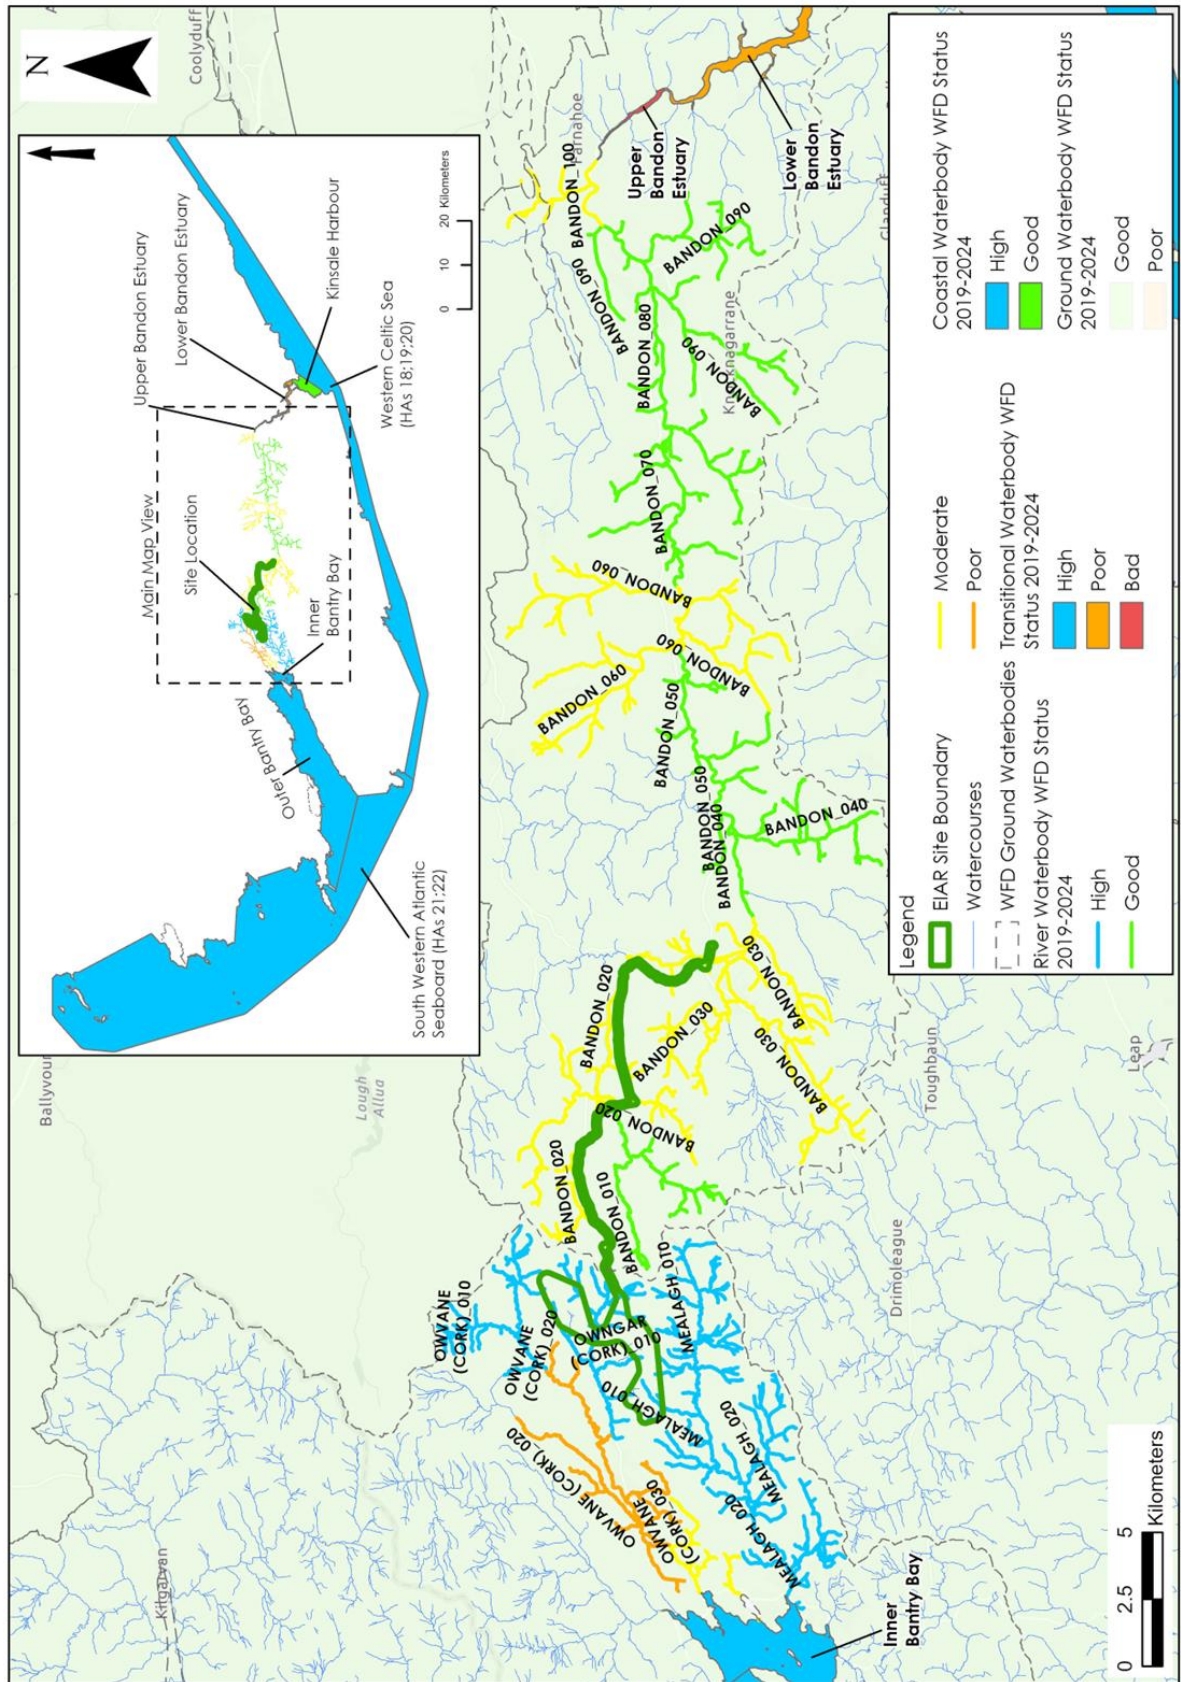 N
Coolyduff
Farnahoe
Ballyvour
Lough
Allua
Kilgarvan
Drimoleague
Toughbaun
Leap
Glanduff
Knocknagarrane
Main Map View
Site Location
Inner
Bantry Bay
Outer Bantry Bay
South Western Atlantic
Seaboard (HAs 21;22)
Upper Bandon Estuary
Lower Bandon Estuary
Kinsale Harbour
Western Celtic Sea
(HAs 18;19;20)
0 10 20 Kilometers
OWVANE
(CORK)_010
OWVANE
(CORK)_020
OWNGAR
(CORK)_010
OWVANE (CORK)_020
OWVANE
(CORK)_030
MEALAGH_010
MEALAGH_010
MEALAGH_020
MEALAGH_020
MEALAGH_020
Inner
Bantry Bay
BANDON_010
BANDON_020
BANDON_020
BANDON_020
BANDON_030
BANDON_030
BANDON_030
BANDON_040
BANDON_040
BANDON_050
BANDON_050
BANDON_060
BANDON_060
BANDON_060
BANDON_070
BANDON_080
BANDON_090
BANDON_090
BANDON_090
BANDON_100
Upper
Bandon
Estuary
Lower
Bandon
Estuary
0 2.5 5
Kilometers
Legend
EIAR Site Boundary
Watercourses
WFD Ground Waterbodies
River Waterbody WFD Status
2019-2024
High
Good
Moderate
Poor
Transitional Waterbody WFD
Status 2019-2024
High
Poor
Bad
Coastal Waterbody WFD Status
2019-2024
High
Good
Ground Waterbody WFD Status
2019-2024
Good
Poor